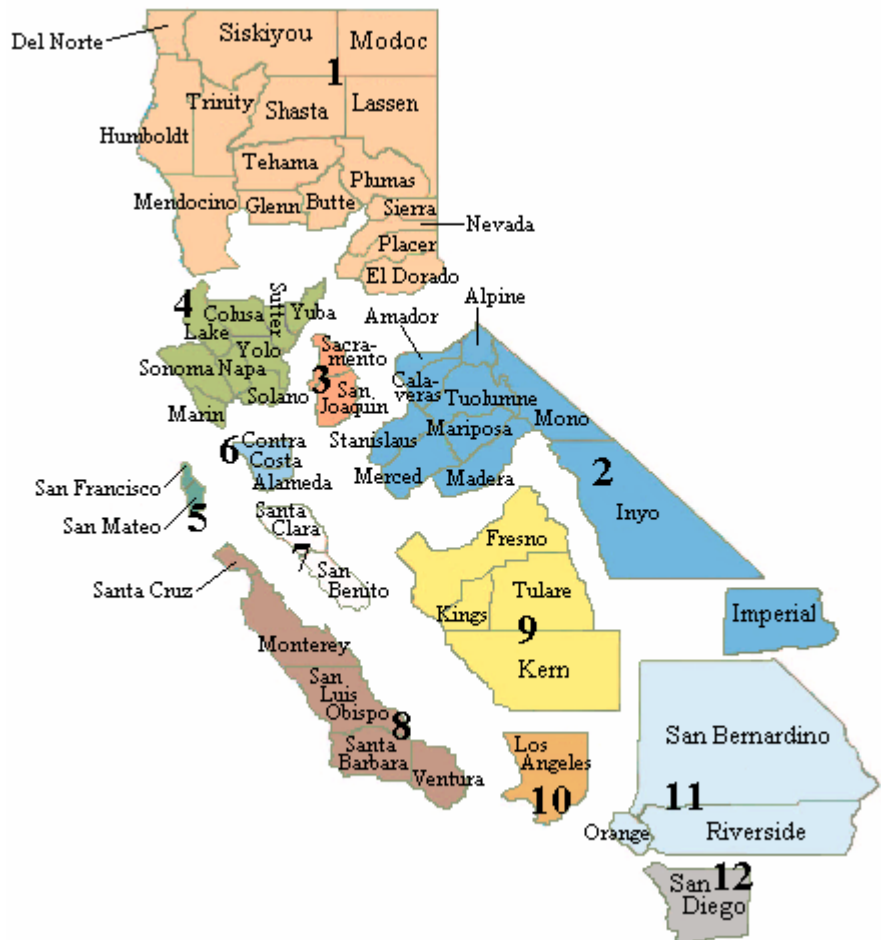 Del Norte
Siskiyou
Modoc
1
Trinity
Shasta
Lassen
Humboldt
Tehama
Plumas
Mendocino
Glenn
Butte
Sierra
Nevada
Placer
El Dorado
4
Colusa
Sutter
Yuba
Lake
Yolo
Sonoma
Napa
Solano
Marin
Alpine
Amador
3
Sacra-
mento
San
Joaquin
Cala-
veras
Tuolumne
Mono
Stanislaus
Mariposa
Merced
Madera
2
Inyo
6
Contra
Costa
Alameda
San Francisco
San Mateo
5
Santa
Clara
7
San
Benito
Fresno
Tulare
Kings
9
Kern
Imperial
Santa Cruz
Monterey
San
Luis
Obispo
8
Santa
Barbara
Ventura
Los
Angeles
10
San Bernardino
11
Orange
Riverside
12
San
Diego